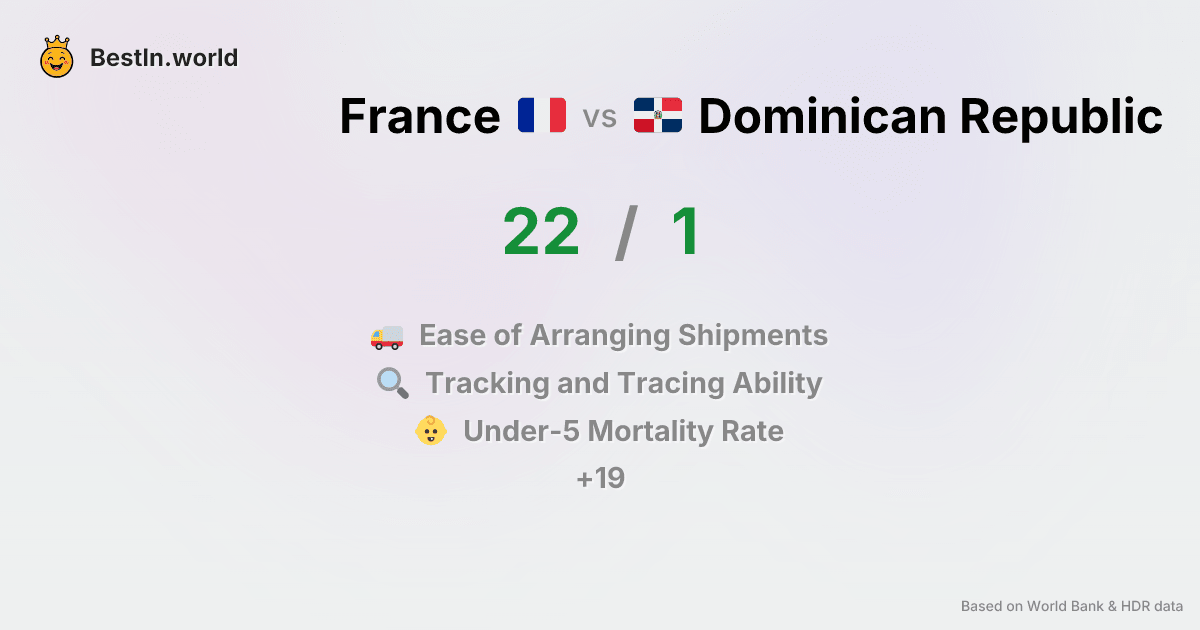 BestIn.world
France vs Dominican Republic
22 / 1
Ease of Arranging Shipments
Tracking and Tracing Ability
Under-5 Mortality Rate
+19
Based on World Bank & HDR data